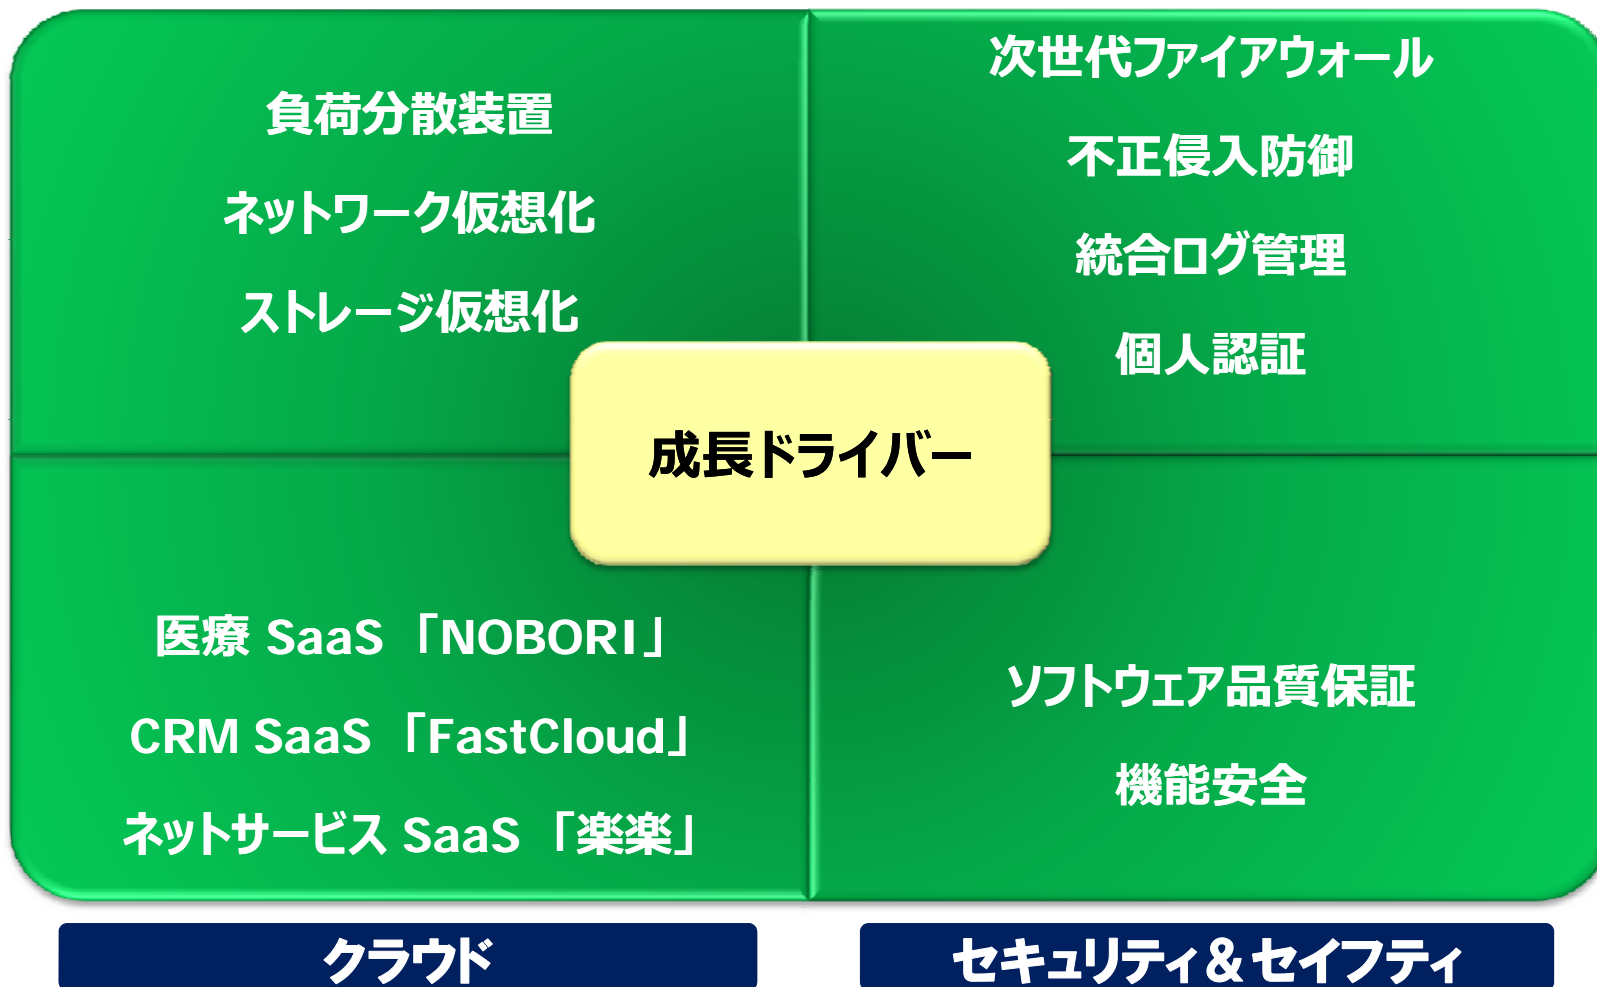 負荷分散装置
ネットワーク仮想化
ストレージ仮想化
次世代ファイアウォール
不正侵入防御
統合ログ管理
個人認証
成長ドライバー
医療 SaaS 「NOBORI」
CRM SaaS 「FastCloud」
ネットサービス SaaS 「楽楽」
ソフトウェア品質保証
機能安全
クラウド
セキュリティ&セイフティ